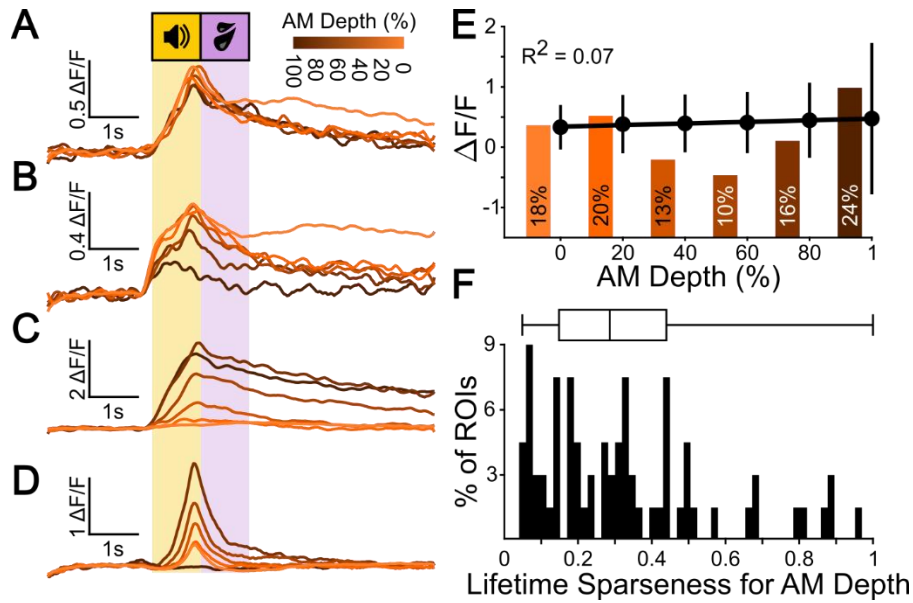 A
AM Depth (%)
100
80
60
40
20
0
0.5 ΔF/F
1s
B
0.4 ΔF/F
1s
C
2 ΔF/F
1s
D
1 ΔF/F
1s
E
R² = 0.07
ΔF/F
2
1
0
-1
18%
20%
13%
10%
16%
24%
0 20 40 60 80 1
AM Depth (%)
F
% of ROIs
9
6
3
0 0.2 0.4 0.6 0.8 1
Lifetime Sparseness for AM Depth